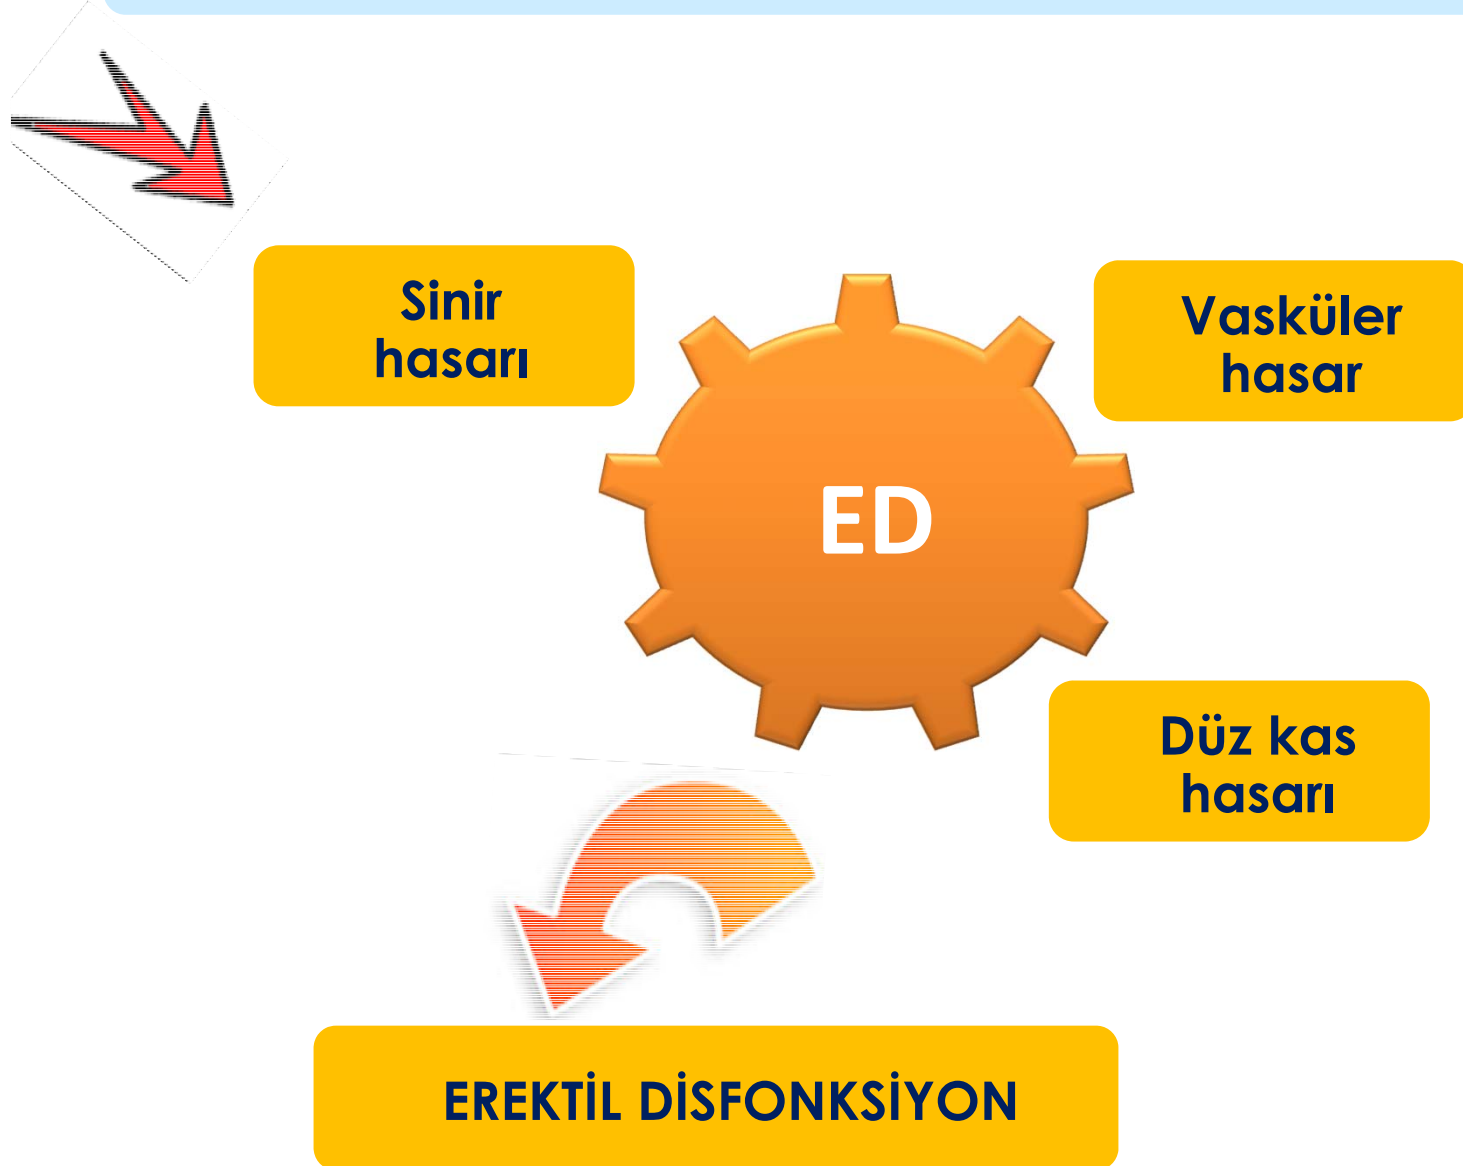 Sinir
hasarı
Vasküler
hasar
ED
Düz kas
hasarı
EREKTİL DİSFONKSİYON